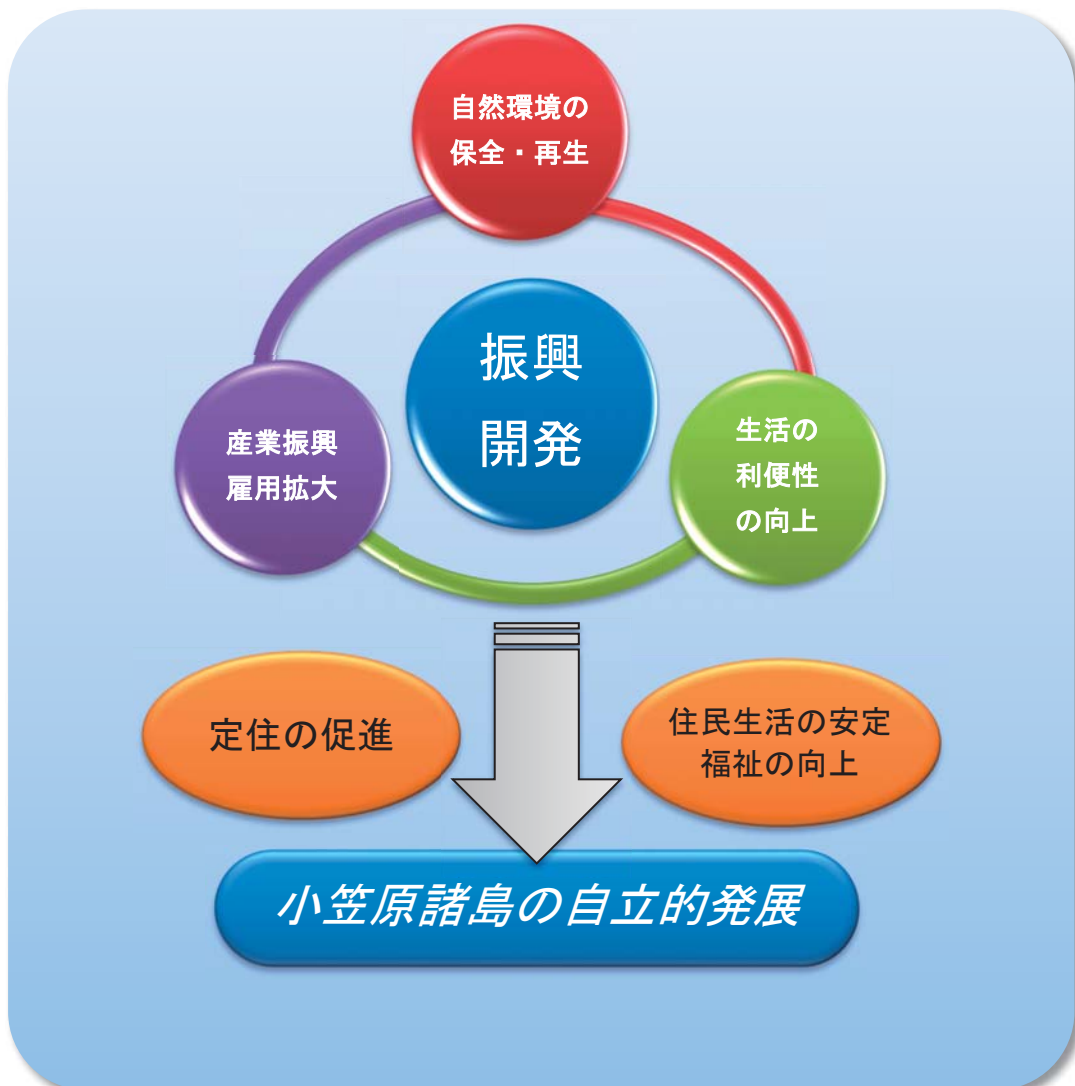 自然環境の
保全・再生
振興
開発
産業振興
雇用拡大
生活の
利便性
の向上
定住の促進
住民生活の安定
福祉の向上
小笠原諸島の自立的発展